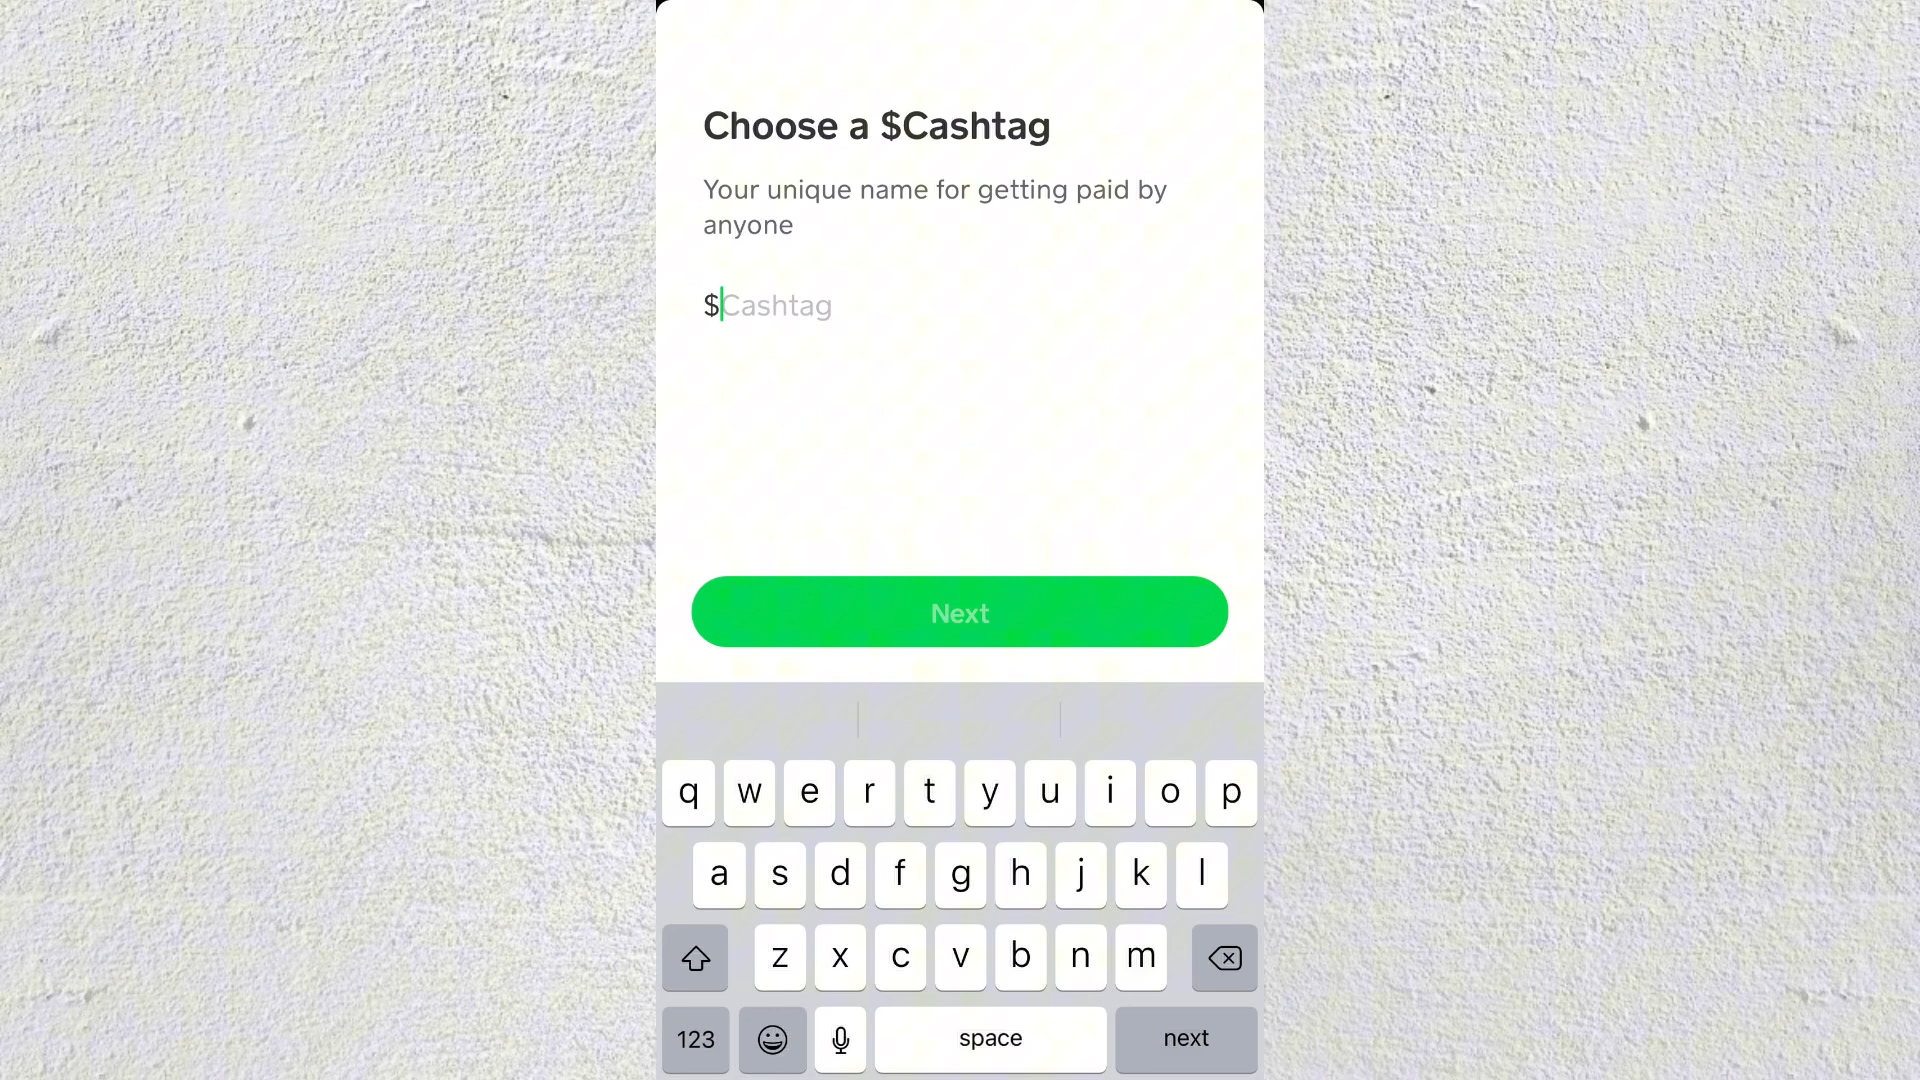 Choose a $Cashtag
Your unique name for getting paid by
anyone
$Cashtag
Next
q w e r t y u i o p
a s d f g h j k l
z x c v b n m
123 space next